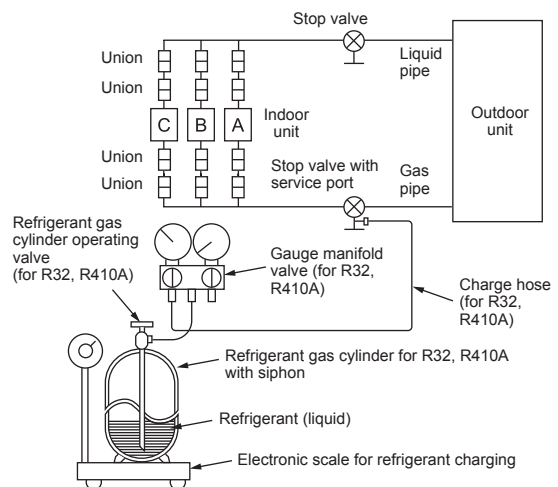 Stop valve
Union
Liquid
pipe
Union
C
B
A
Indoor
unit
Outdoor
unit
Union
Stop valve with
service port
Gas
pipe
Union
Refrigerant gas
cylinder operating
valve
(for R32, R410A)
Gauge manifold
valve (for R32,
R410A)
Charge hose
(for R32,
R410A)
Refrigerant gas cylinder for R32, R410A
with siphon
Refrigerant (liquid)
Electronic scale for refrigerant charging